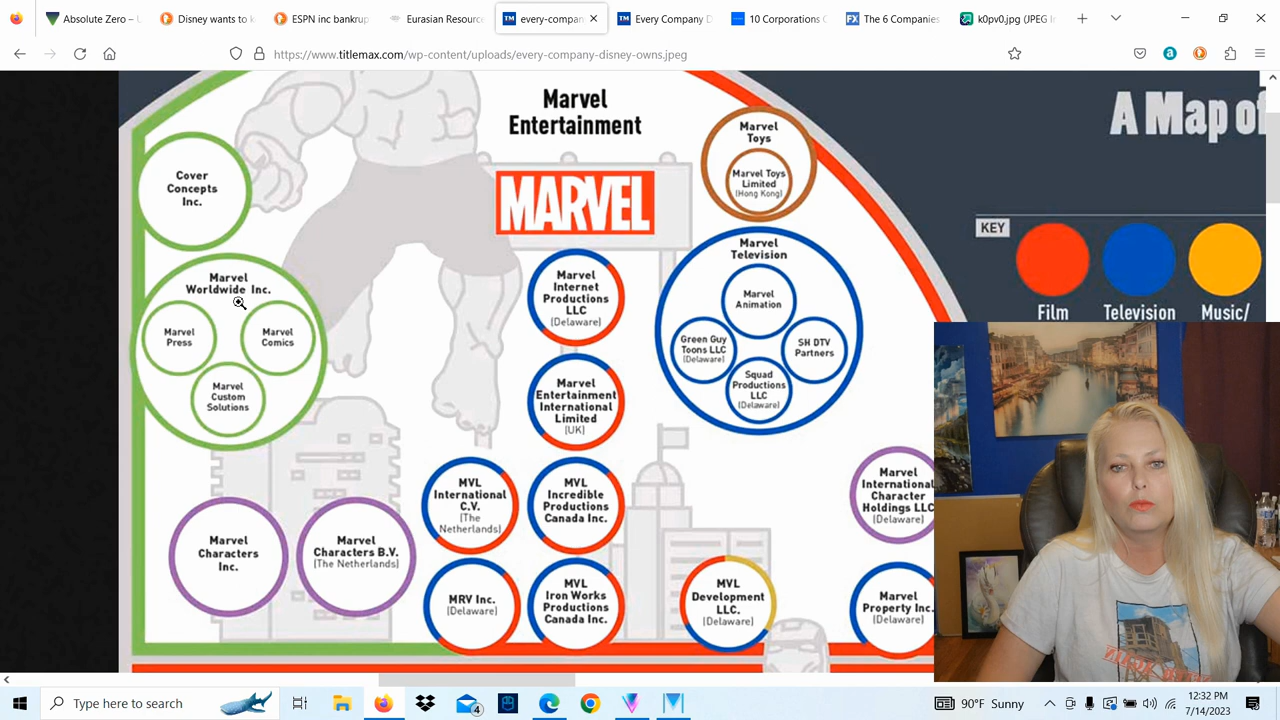 Absolute Zero – U
Disney wants to k
ESPN inc bankrup
Eurasian Resourc
every-compan
Every Company D
10 Corporations C
The 6 Companies
k0pv0.jpg (JPEG Im
https://www.titlemax.com/wp-content/uploads/every-company-disney-owns.jpeg
Marvel
Entertainment
MARVEL
A Map of
KEY
Film
Television
Music/
Cover
Concepts
Inc.
Marvel
Worldwide Inc.
Marvel
Press
Marvel
Comics
Marvel
Custom
Solutions
Marvel
Toys
Marvel Toys
Limited
(Hong Kong)
Marvel
Television
Marvel
Animation
Green Guy
Toons LLC
(Delaware)
SH DTV
Partners
Squad
Productions
LLC
(Delaware)
Marvel
Internet
Productions
LLC
(Delaware)
Marvel
Entertainment
International
Limited
(UK)
MVL
International
C.V.
(The
Netherlands)
MVL
Incredible
Productions
Canada Inc.
Marvel
International
Character
Holdings LLC
(Delaware)
Marvel
Characters
Inc.
Marvel
Characters B.V.
(The Netherlands)
MRV Inc.
(Delaware)
MVL
Iron Works
Productions
Canada Inc.
MVL
Development
LLC.
(Delaware)
Marvel
Property Inc.
(Delaware)
Type here to search
4
90°F Sunny
12:32 PM
7/14/2023